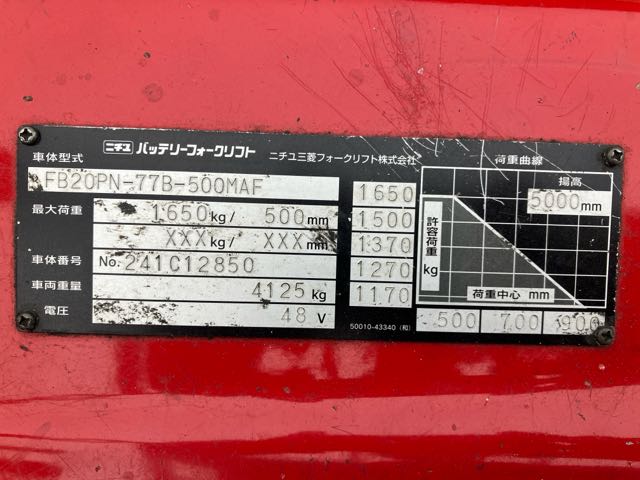 ニチユ バッテリーフォークリフト ニチユ三菱フォークリフト株式会社
車体型式 FB20PN-77B-500MAF
最大荷重 1650kg/ 500mm
XXXkg/ XXXmm
車体番号 No. 241C12850
車両重量 4125kg
電圧 48 V
1650
1500
1370
1270
1170
荷重曲線
揚高
5000mm
許容荷重 kg
荷重中心 mm
500 700 900
50010-43340 (和)